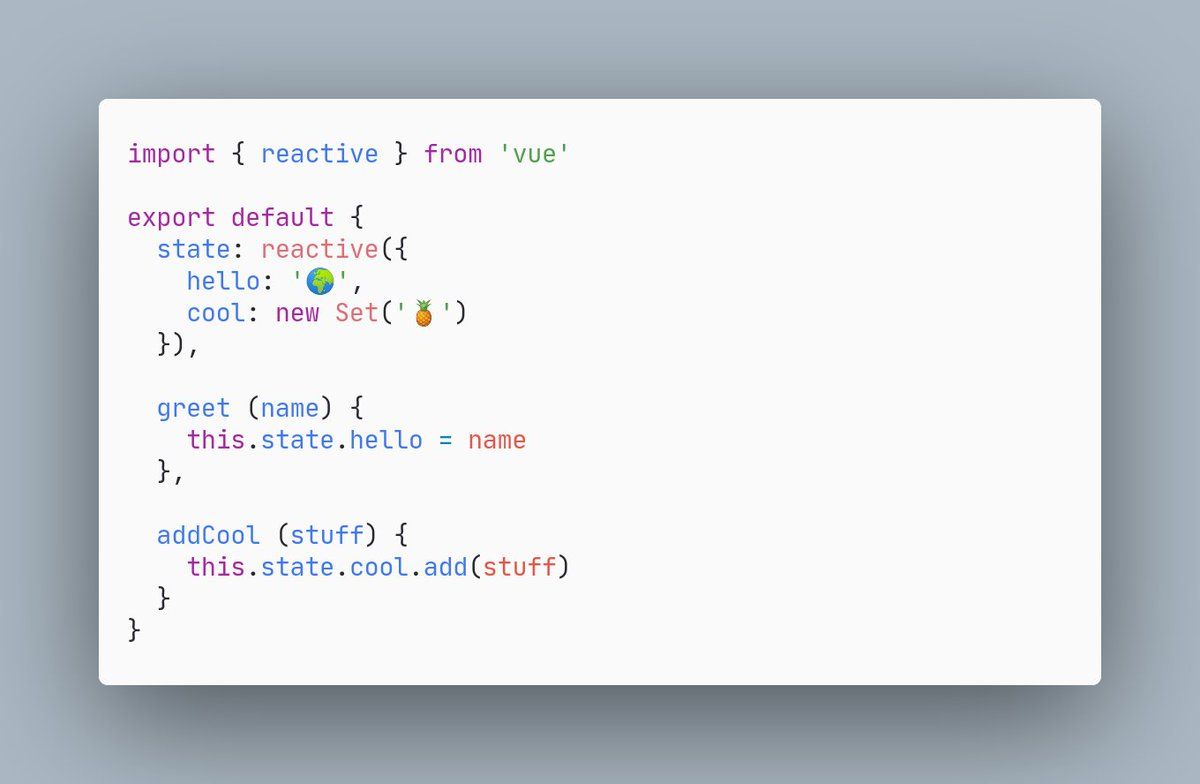 import { reactive } from 'vue'

export default {
  state: reactive({
    hello: '🌍',
    cool: new Set('🍍')
  }),

  greet (name) {
    this.state.hello = name
  },

  addCool (stuff) {
    this.state.cool.add(stuff)
  }
}